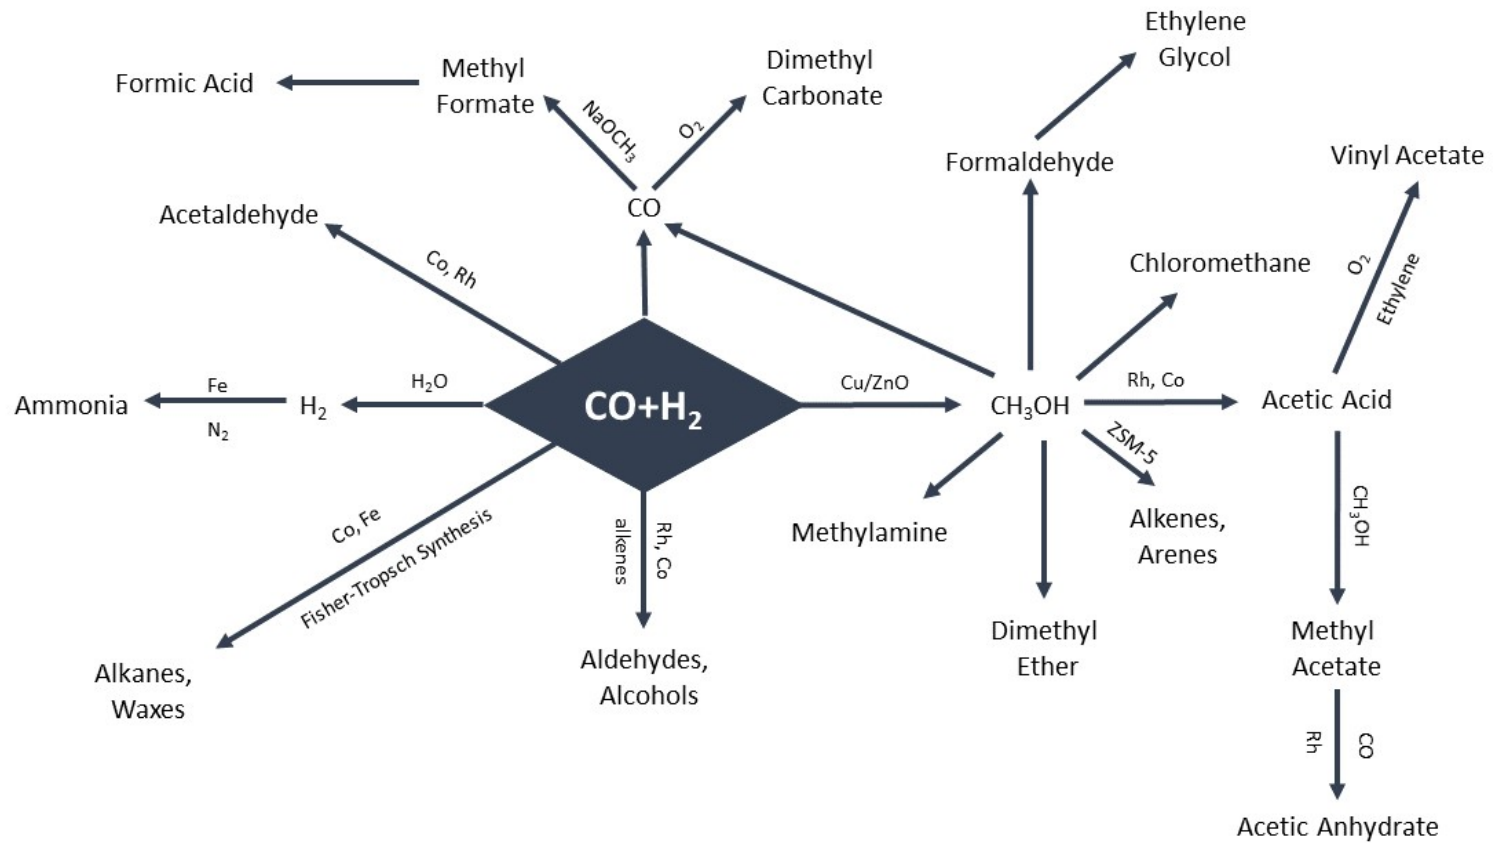 Ethylene
Glycol
Dimethyl
Carbonate
Methyl
Formate
Formic Acid
NaOCH₃
O₂
Formaldehyde
Vinyl Acetate
CO
Acetaldehyde
Co, Rh
Chloromethane
O₂
Ethylene
Ammonia
Fe
N₂
H₂
H₂O
CO+H₂
Cu/ZnO
CH₃OH
Rh, Co
Acetic Acid
ZSM-5
Methylamine
Alkenes,
Arenes
CH₃OH
Co, Fe
Fisher-Tropsch Synthesis
alkenes
Rh, Co
Dimethyl
Ether
Methyl
Acetate
Alkanes,
Waxes
Aldehydes,
Alcohols
Rh
CO
Acetic Anhydrate